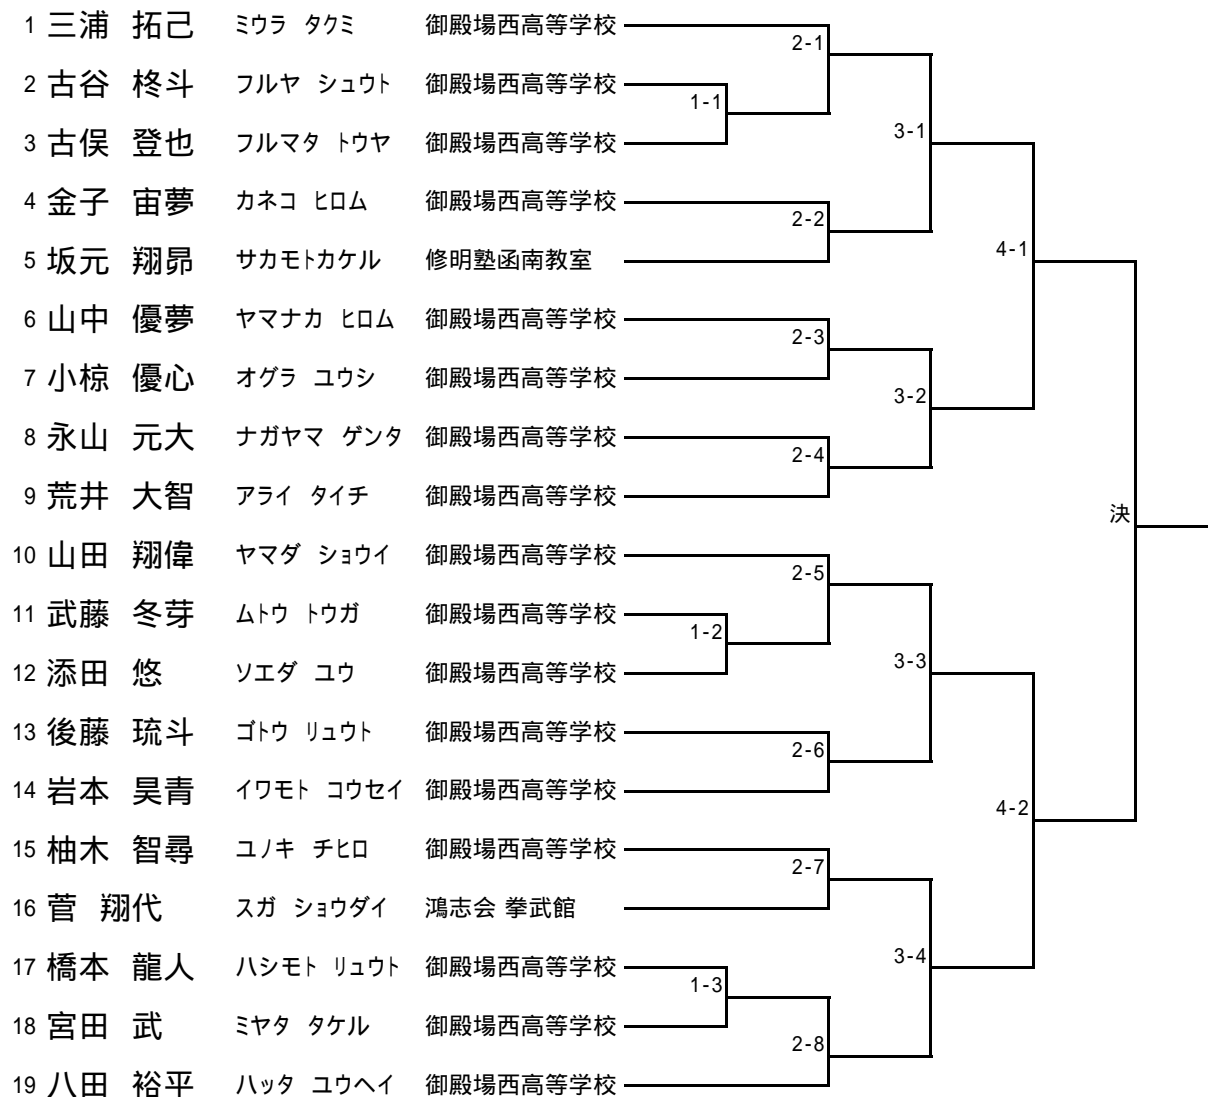 1 三浦 拓己 ミウラ タクミ 御殿場西高等学校
2-1
2 古谷 柊斗 フルヤ シュウト 御殿場西高等学校
1-1
3-1
3 古俣 登也 フルマタ トウヤ 御殿場西高等学校
4 金子 宙夢 カネコ ヒロム 御殿場西高等学校
2-2
4-1
5 坂元 翔昴 サカモトカケル 修明塾函南教室
6 山中 優夢 ヤマナカ ヒロム 御殿場西高等学校
2-3
7 小椋 優心 オグラ ユウシ 御殿場西高等学校
3-2
8 永山 元大 ナガヤマ ゲンタ 御殿場西高等学校
2-4
9 荒井 大智 アライ タイチ 御殿場西高等学校
決
10 山田 翔偉 ヤマダ ショウイ 御殿場西高等学校
2-5
11 武藤 冬芽 ムトウ トウガ 御殿場西高等学校
1-2
3-3
12 添田 悠 ソエダ ユウ 御殿場西高等学校
13 後藤 琉斗 ゴトウ リュウト 御殿場西高等学校
2-6
14 岩本 昊青 イワモト コウセイ 御殿場西高等学校
4-2
15 柚木 智尋 ユノキ チヒロ 御殿場西高等学校
2-7
16 菅 翔代 スガ ショウダイ 鴻志会 拳武館
3-4
17 橋本 龍人 ハシモト リュウト 御殿場西高等学校
1-3
18 宮田 武 ミヤタ タケル 御殿場西高等学校
2-8
19 八田 裕平 ハッタ ユウヘイ 御殿場西高等学校